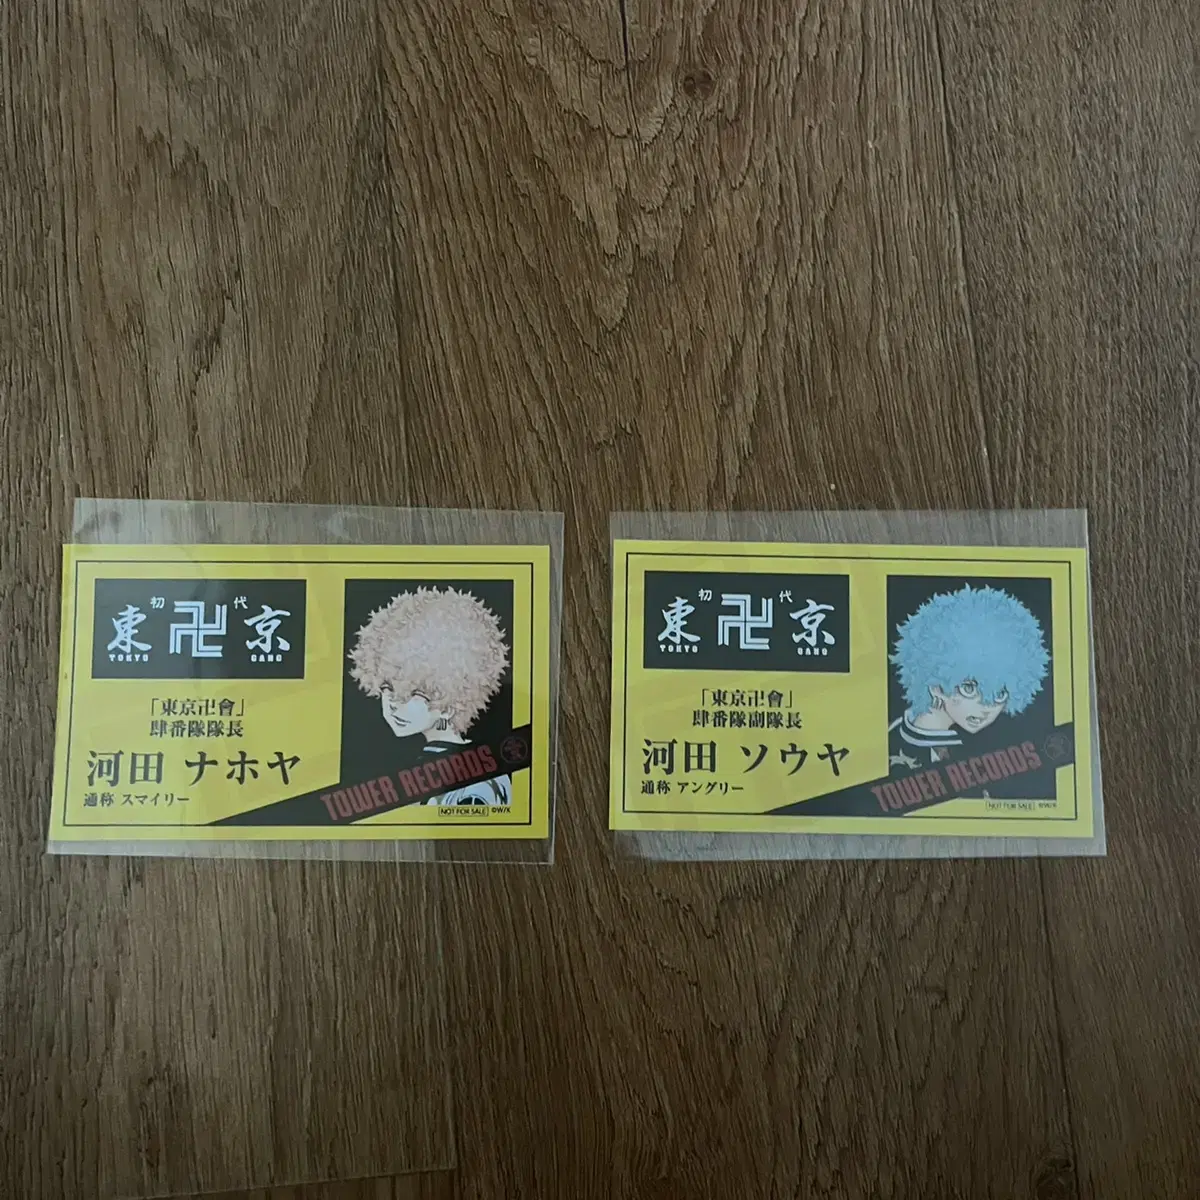 初代
東卍京
TOKYO GANG
「東京卍會」
肆番隊隊長
河田 ナホヤ
通称 スマイリー
TOWER RECORDS
NOT FOR SALE ©W/K
初代
東卍京
TOKYO GANG
「東京卍會」
肆番隊副隊長
河田 ソウヤ
通称 アングリー
TOWER RECORDS
NOT FOR SALE ©W/K